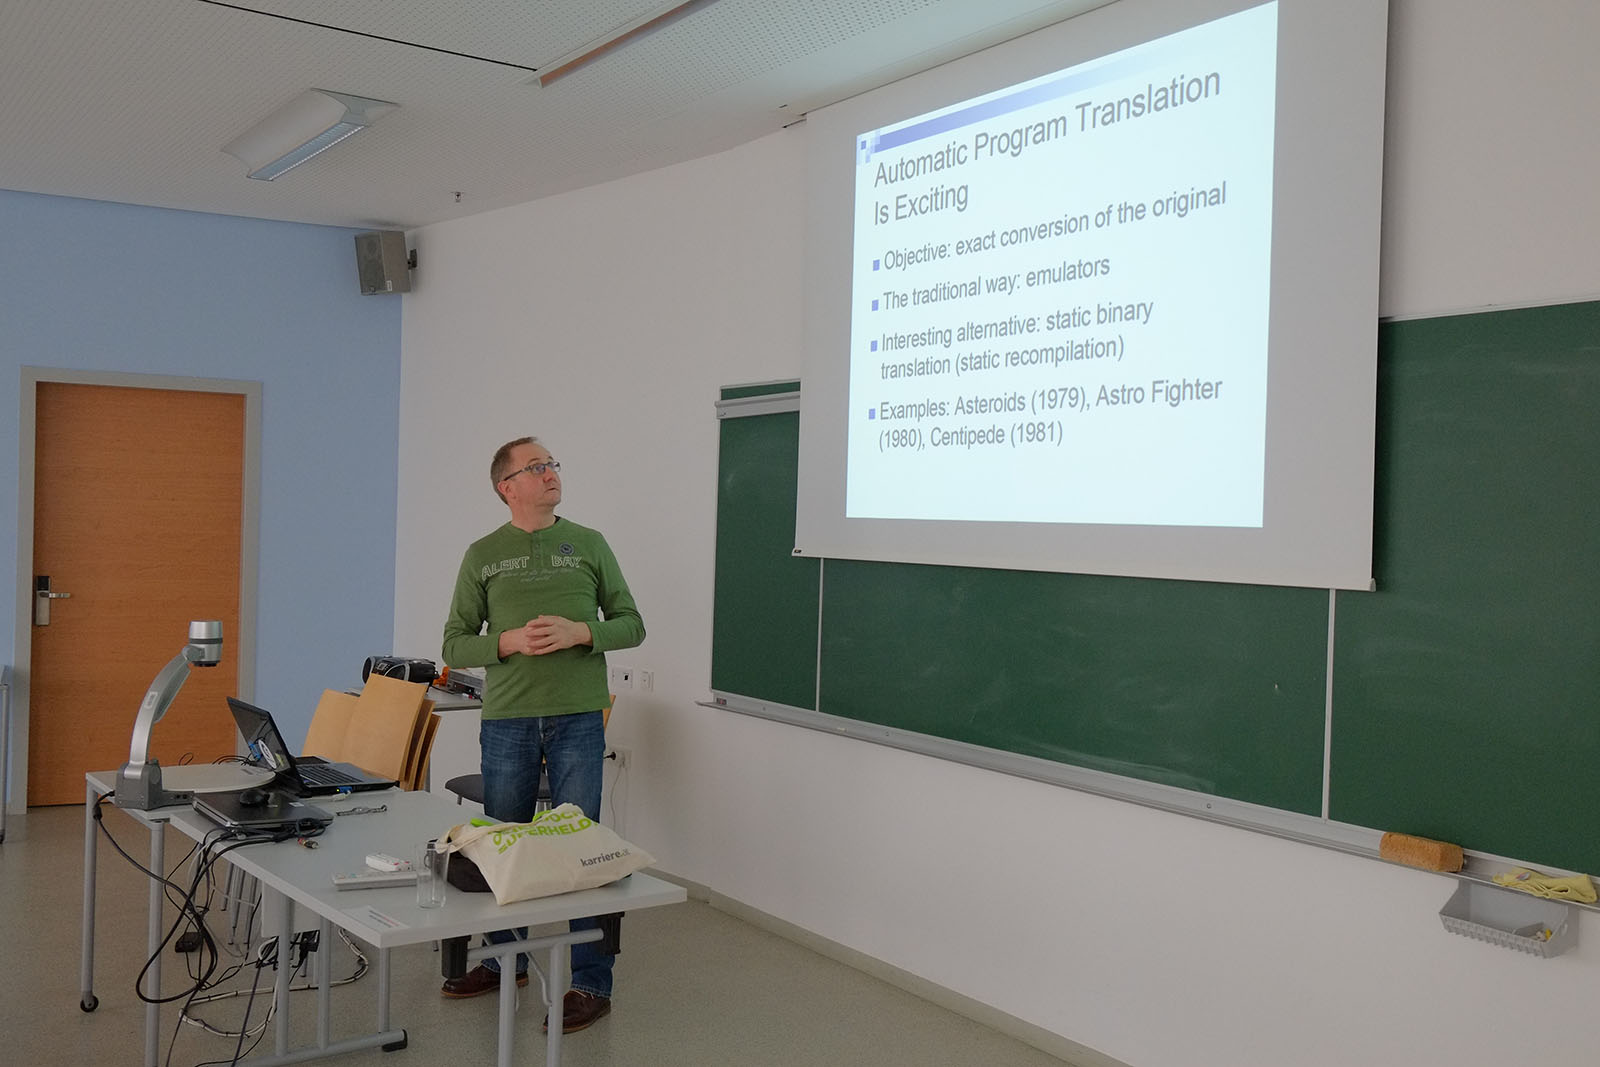 Automatic Program Translation
Is Exciting
Objective: exact conversion of the original
The traditional way: emulators
Interesting alternative: static binary
translation (static recompilation)
Examples: Asteroids (1979), Astro Fighter
(1980), Centipede (1981)
ALERT BAY
SUPERHELD
karriere.at